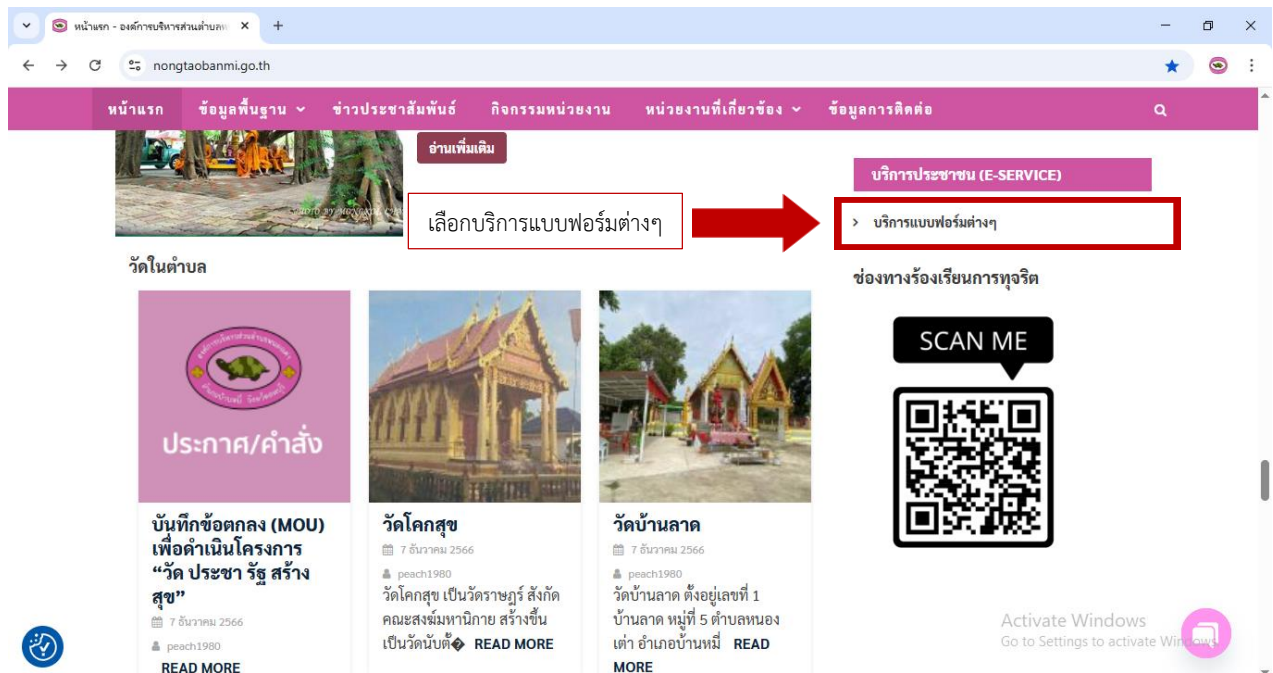 หน้าแรก - องค์การบริหารส่วนตำบลห
nongtaobanmi.go.th
หน้าแรก ข้อมูลพื้นฐาน ข่าวประชาสัมพันธ์ กิจกรรมหน่วยงาน หน่วยงานที่เกี่ยวข้อง ข้อมูลการติดต่อ
อ่านเพิ่มเติม
บริการประชาชน (E-SERVICE)
เลือกบริการแบบฟอร์มต่างๆ
บริการแบบฟอร์มต่างๆ
วัดในตำบล
ช่องทางร้องเรียนการทุจริต
SCAN ME
ประกาศ/คำสั่ง
บันทึกข้อตกลง (MOU)
เพื่อดำเนินโครงการ
“วัด ประชา รัฐ สร้าง
สุข”
7 ธันวาคม 2566
peach1980
READ MORE
วัดโคกสุข
7 ธันวาคม 2566
peach1980
วัดโคกสุข เป็นวัดราษฎร์ สังกัด
คณะสงฆ์มหานิกาย สร้างขึ้น
เป็นวัดนับตั้� READ MORE
วัดบ้านลาด
7 ธันวาคม 2566
peach1980
วัดบ้านลาด ตั้งอยู่เลขที่ 1
บ้านลาด หมู่ที่ 5 ตำบลหนอง
เต่า อำเภอบ้านหมี่ READ
MORE
Activate Windows
Go to Settings to activate Windows.